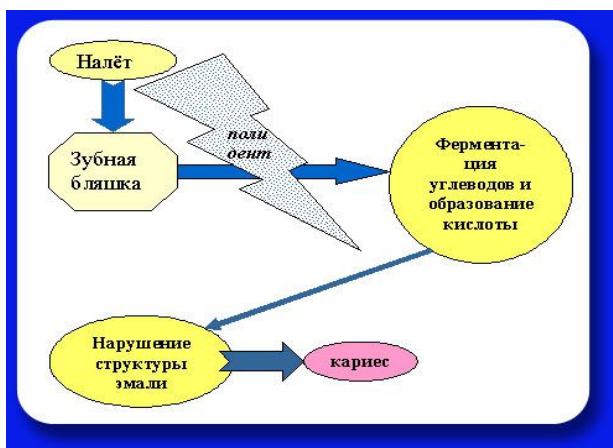 Налёт
Зубная
бляшка
поли
дент
Фермента-
ция
углеводов и
образование
кислоты
Нарушение
структуры
эмали
кариес